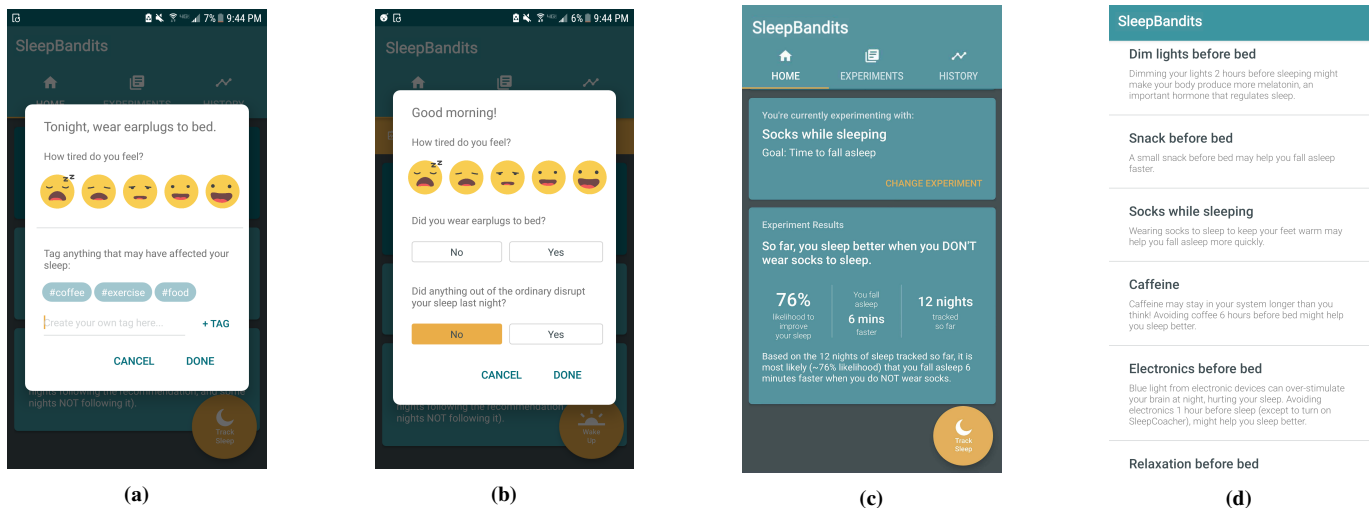 7% 9:44 PM
SleepBandits
HOME EXPERIMENTS HISTORY
Tonight, wear earplugs to bed.
How tired do you feel?
zz
Tag anything that may have affected your
sleep:
#coffee #exercise #food
Create your own tag here... + TAG
CANCEL DONE
nights following the recommendation, and some
nights NOT following it).
Track
Sleep
(a)
6% 9:44 PM
SleepBandits
Good morning!
How tired do you feel?
zz
Did you wear earplugs to bed?
No Yes
Did anything out of the ordinary disrupt
your sleep last night?
No Yes
CANCEL DONE
nights following the recommendation
nights NOT following it).
Wake
Up
(b)
SleepBandits
HOME EXPERIMENTS HISTORY
You're currently experimenting with:
Socks while sleeping
Goal: Time to fall asleep
CHANGE EXPERIMENT
Experiment Results
So far, you sleep better when you DON'T
wear socks to sleep.
76%
likelihood to
improve
your sleep
You fall
asleep
6 mins
faster
12 nights
tracked
so far
Based on the 12 nights of sleep tracked so far, it is
most likely (~76% likelihood) that you fall asleep 6
minutes faster when you do NOT wear socks.
Track
Sleep
(c)
SleepBandits
Dim lights before bed
Dimming your lights 2 hours before sleeping might
make your body produce more melatonin, an
important hormone that regulates sleep.
Snack before bed
A small snack before bed may help you fall asleep
faster.
Socks while sleeping
Wearing socks to sleep to keep your feet warm may
help you fall asleep more quickly.
Caffeine
Caffeine may stay in your system longer than you
think! Avoiding coffee 6 hours before bed might help
you sleep better.
Electronics before bed
Blue light from electronic devices can over-stimulate
your brain at night, hurting your sleep. Avoiding
electronics 1 hour before sleep (except to turn on
SleepCoacher), might help you sleep better.
Relaxation before bed
(d)